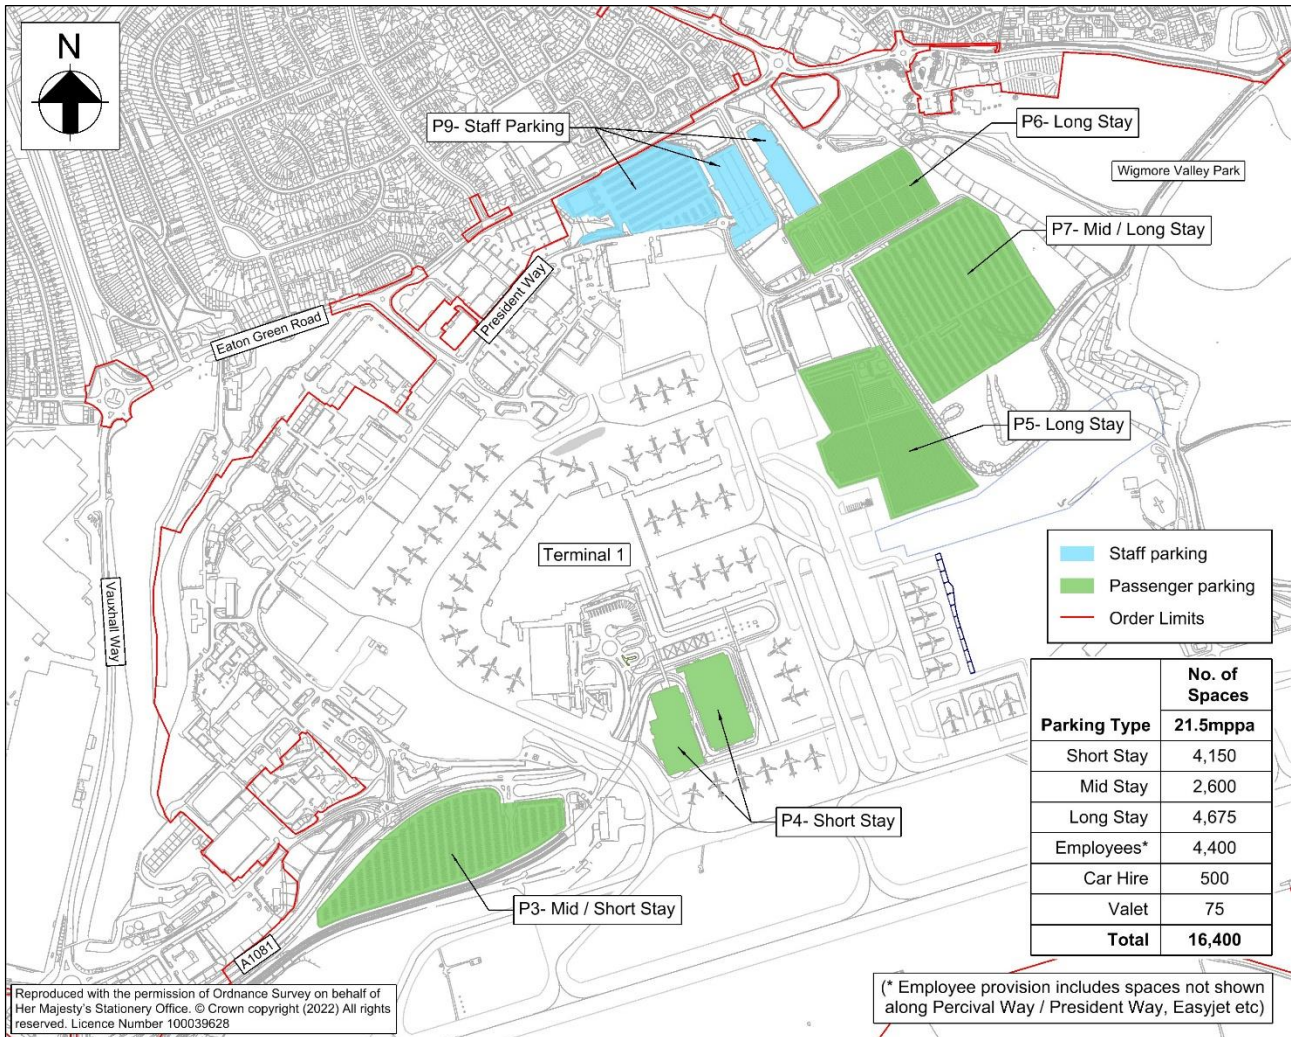 N
P9- Staff Parking
P6- Long Stay
Wigmore Valley Park
P7- Mid / Long Stay
President Way
Eaton Green Road
P5- Long Stay
Terminal 1
Vauxhall Way
Staff parking
Passenger parking
Order Limits
P4- Short Stay
P3- Mid / Short Stay
A1081
No. of
Spaces
Parking Type 21.5mppa
Short Stay 4,150
Mid Stay 2,600
Long Stay 4,675
Employees* 4,400
Car Hire 500
Valet 75
Total 16,400
(* Employee provision includes spaces not shown
along Percival Way / President Way, Easyjet etc)
Reproduced with the permission of Ordnance Survey on behalf of
Her Majesty's Stationery Office. © Crown copyright (2022) All rights
reserved. Licence Number 100039628